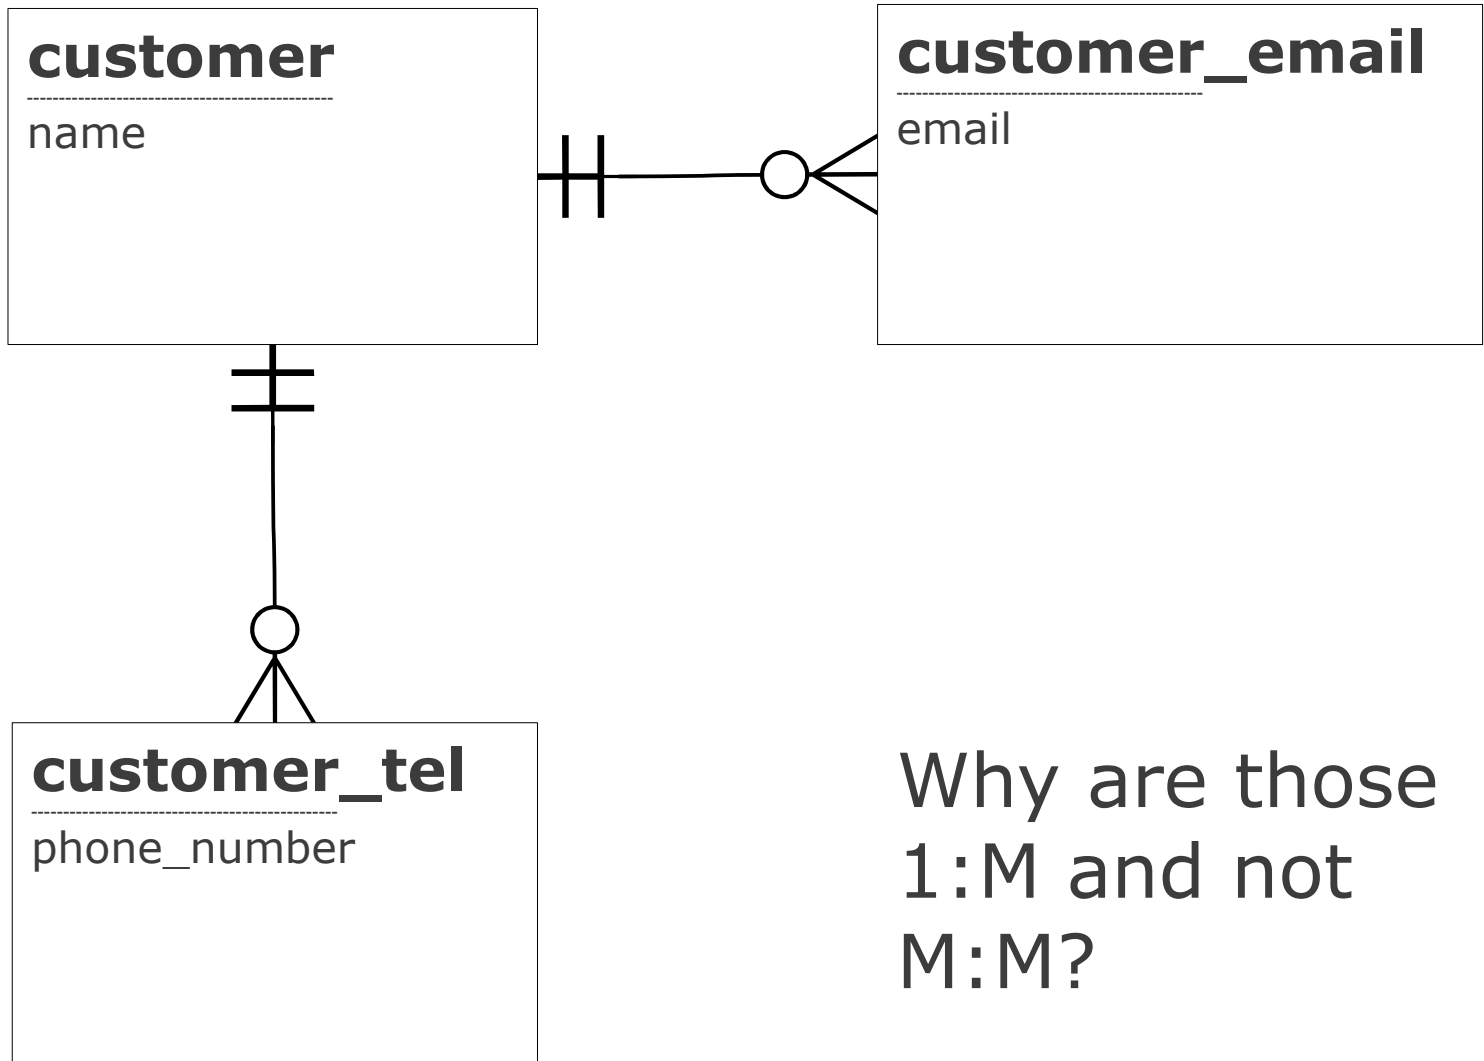 customer
name
customer_email
email
customer_tel
phone_number
Why are those
1:M and not
M:M?